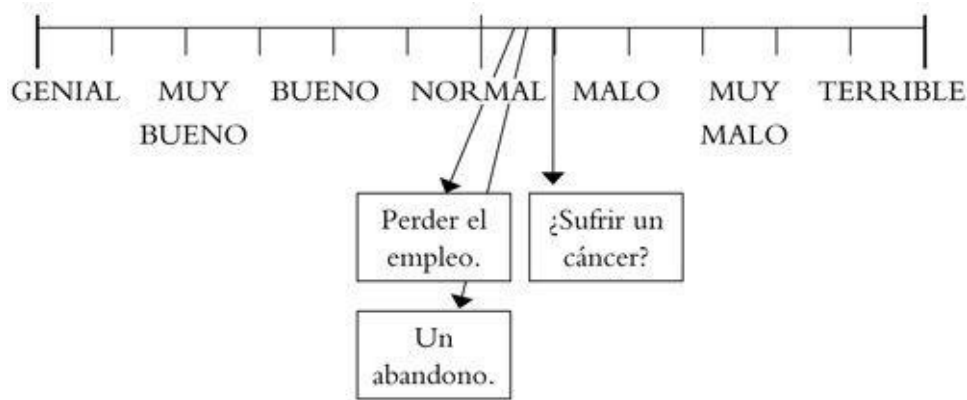 GENIAL MUY BUENO NORMAL MALO MUY TERRIBLE
BUENO MALO
Perder el
empleo.
¿Sufrir un
cáncer?
Un
abandono.